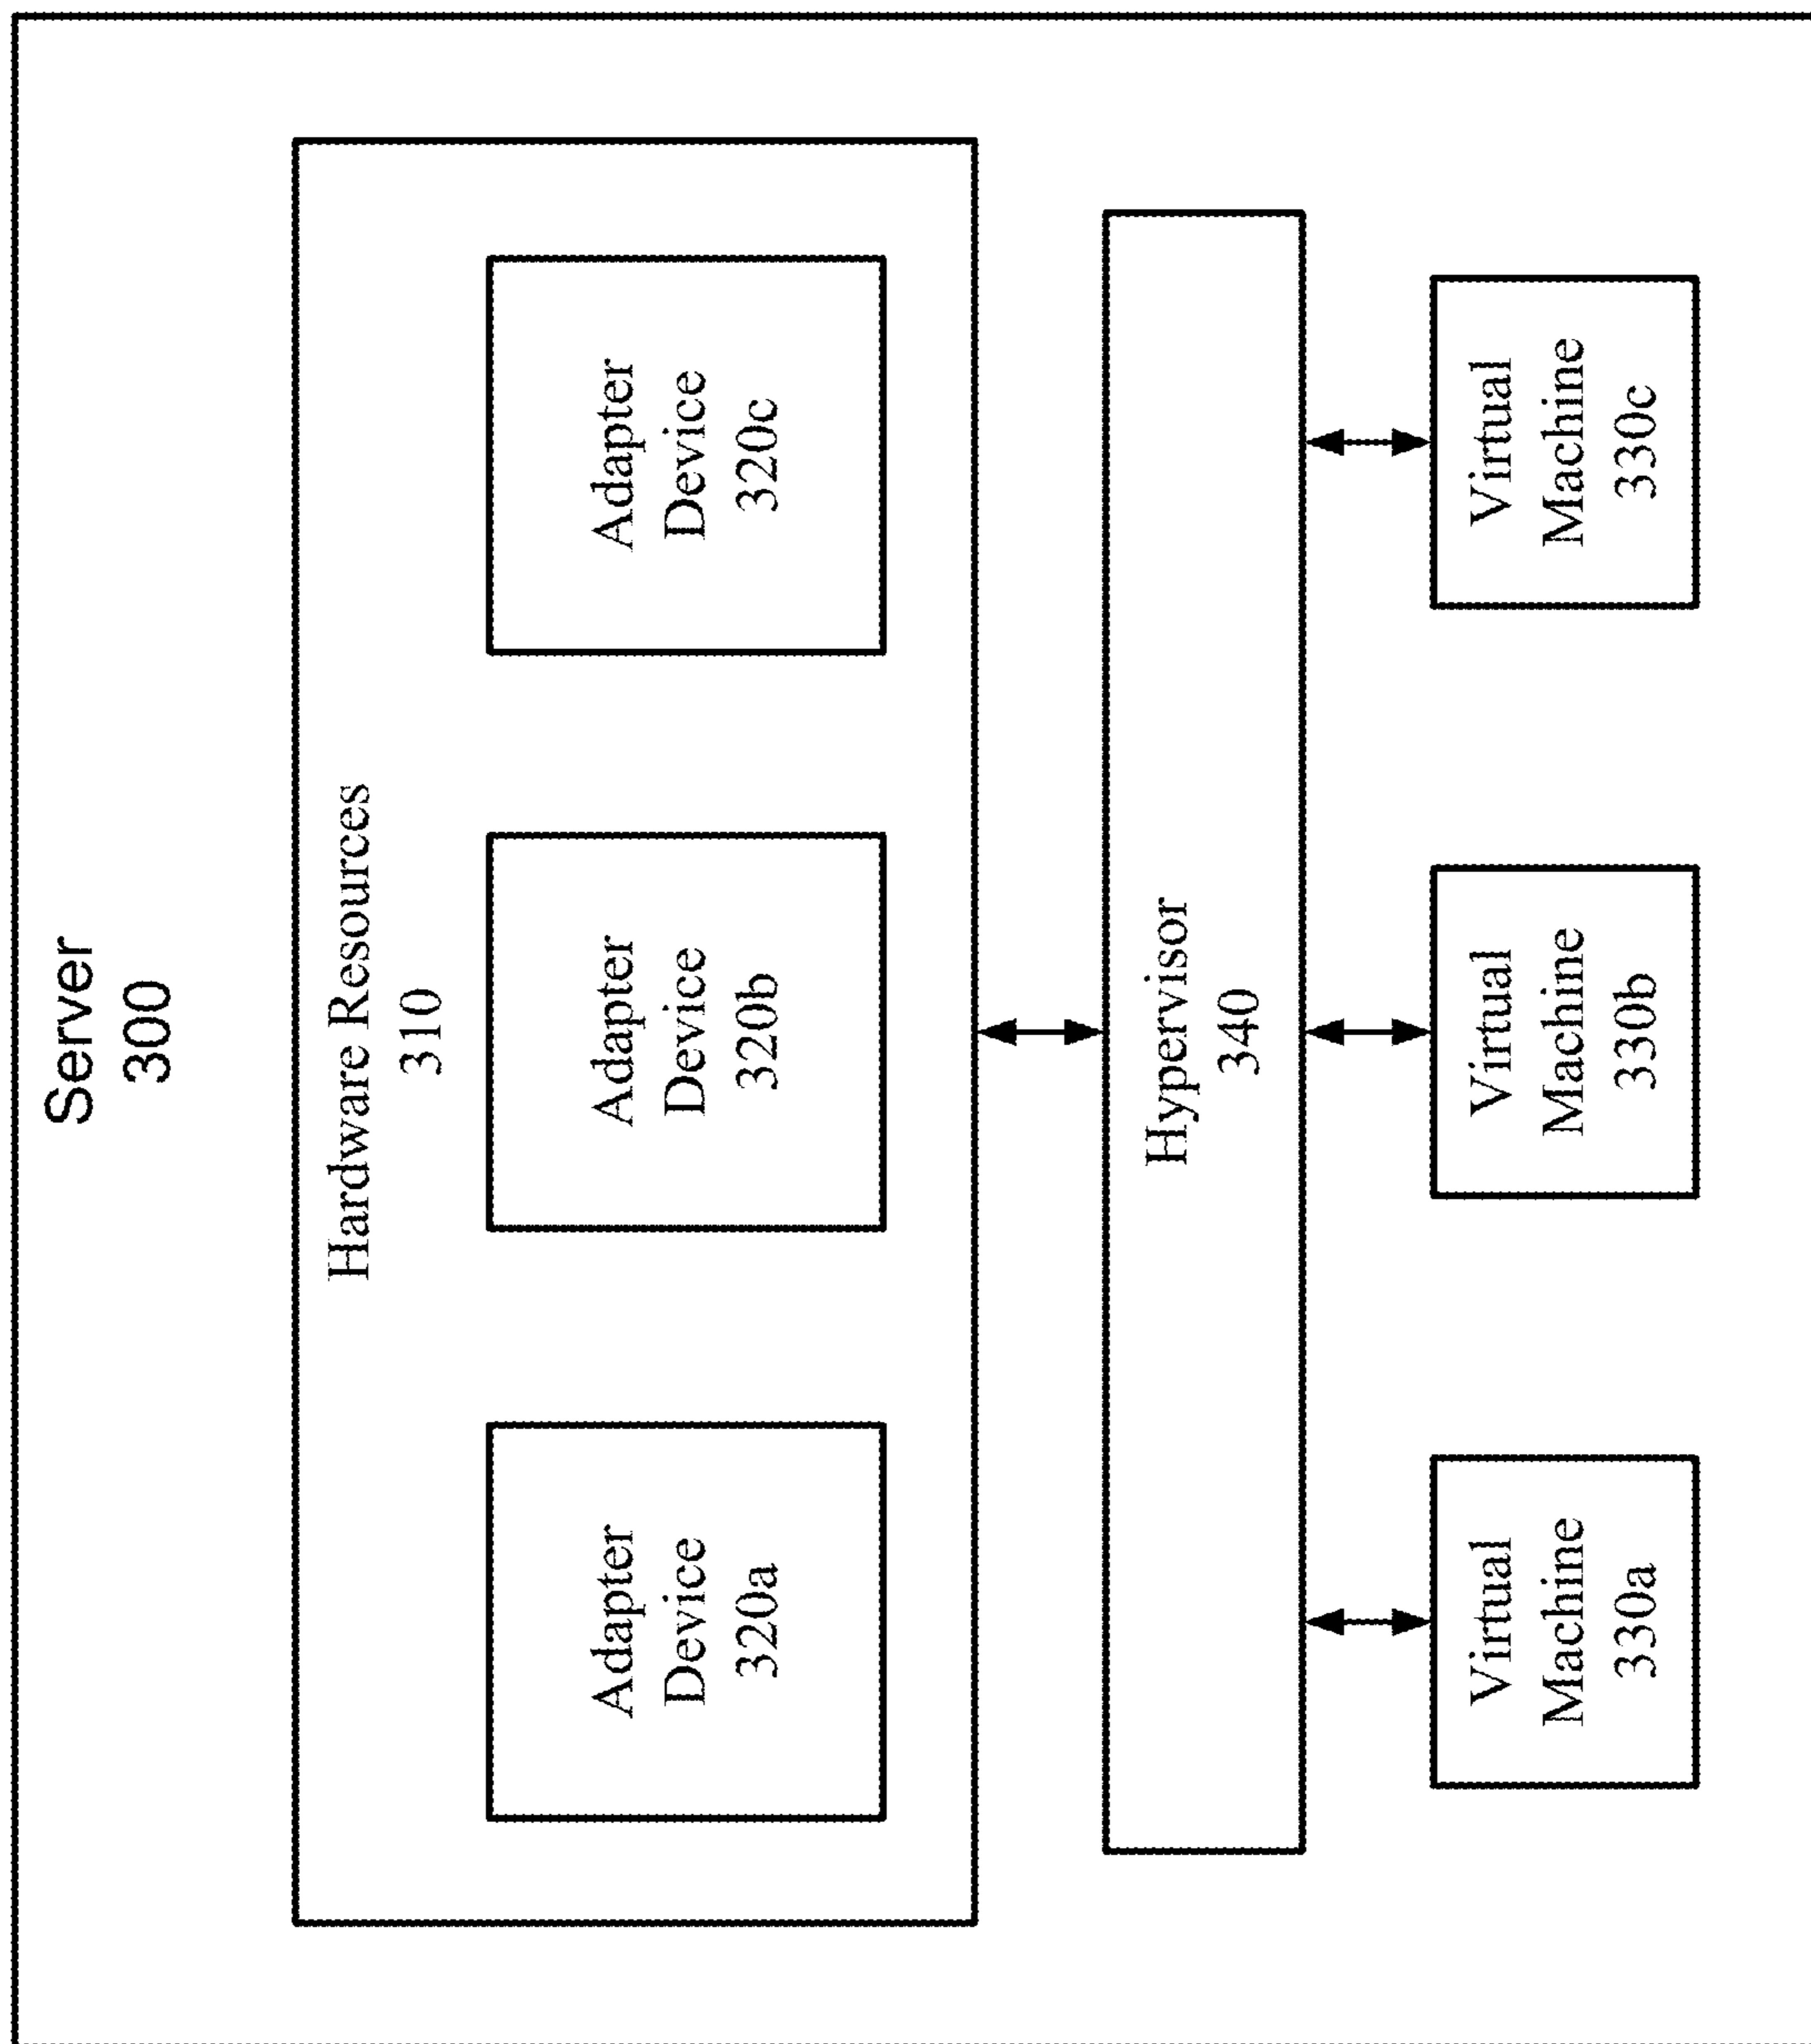 Server
300
Hardware Resources
310
Adapter
Device
320a
Adapter
Device
320b
Adapter
Device
320c
Hypervisor
340
Virtual
Machine
330a
Virtual
Machine
330b
Virtual
Machine
330c